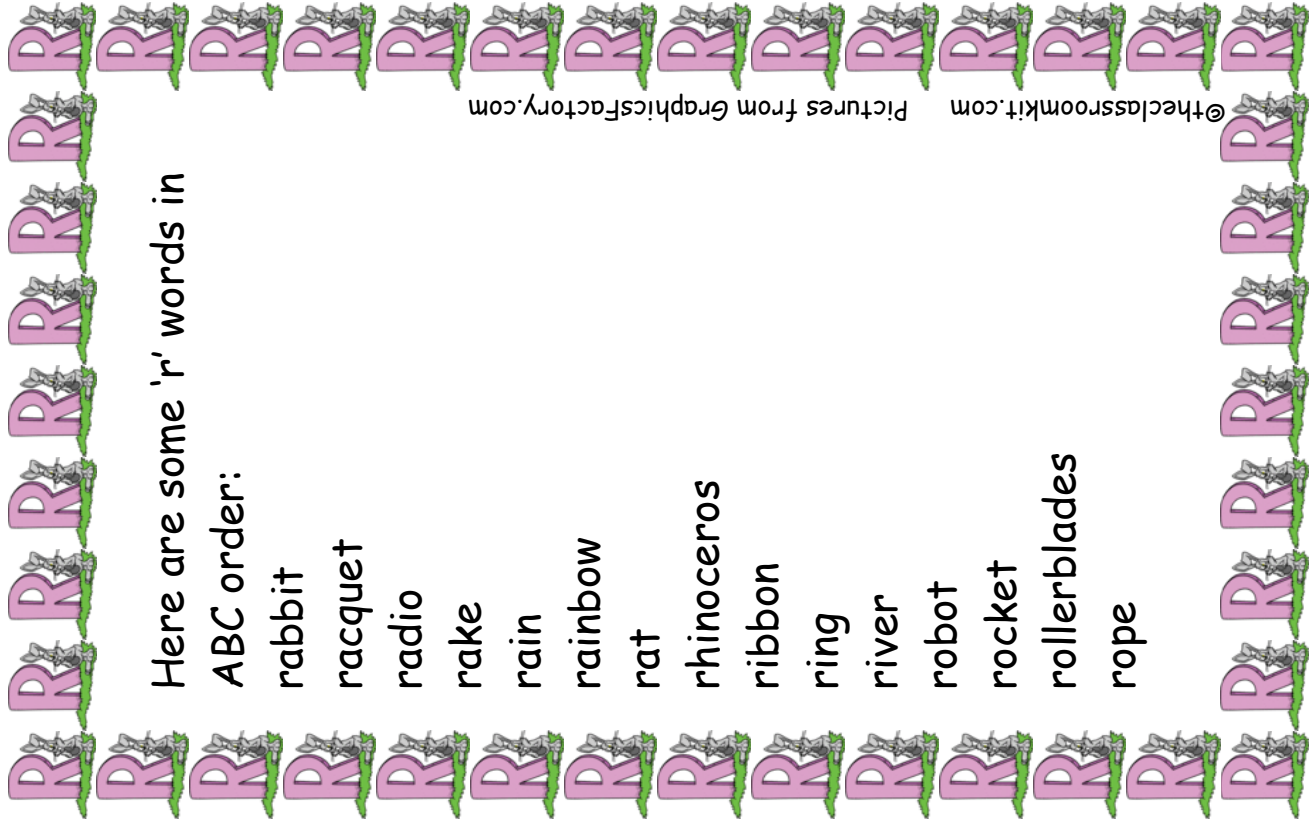 Here are some 'r' words in
ABC order:
rabbit
racquet
radio
rake
rain
rainbow
rat
rhinoceros
ribbon
ring
river
robot
rocket
rollerblades
rope
©theclassroomkit.com Pictures from GraphicsFactory.com